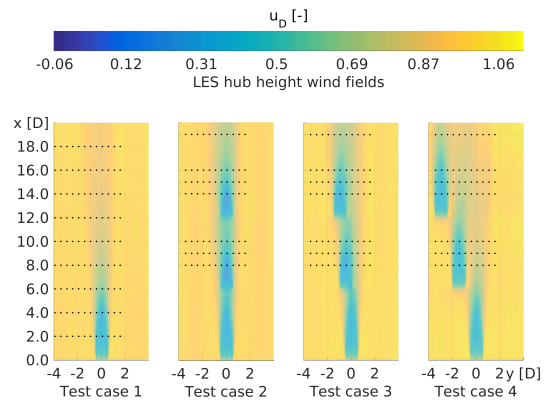 u_D [-]
-0.06 0.12 0.31 0.5 0.69 0.87 1.06
LES hub height wind fields
x [D]
18.0
16.0
14.0
12.0
10.0
8.0
6.0
4.0
2.0
0.0
-4 -2 0 2 -4 -2 0 2 -4 -2 0 2 -4 -2 0 2 y [D]
Test case 1 Test case 2 Test case 3 Test case 4